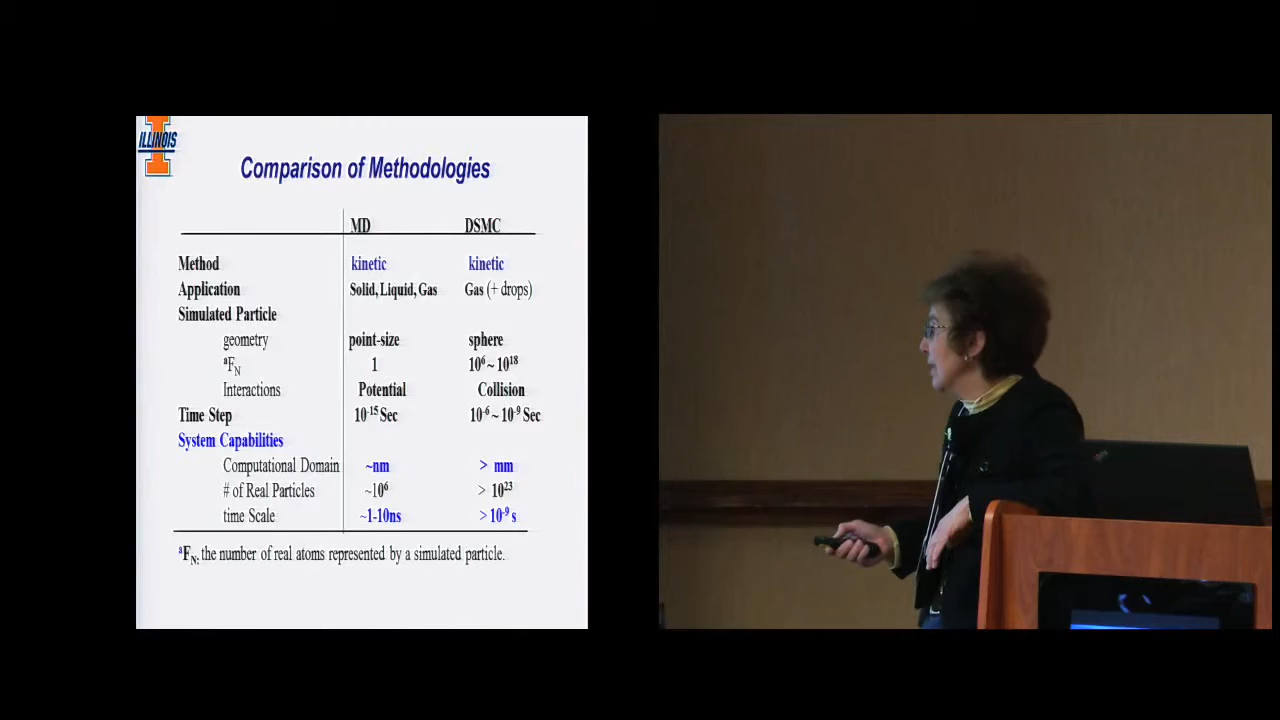 ILLINOIS
Comparison of Methodologies
MD DSMC
Method kinetic kinetic
Application Solid, Liquid, Gas Gas (+ drops)
Simulated Particle
geometry point-size sphere
ᵃF_N 1 10⁶ ~ 10¹⁸
Interactions Potential Collision
Time Step 10⁻¹⁵ Sec 10⁻⁶ ~ 10⁻⁹ Sec
System Capabilities
Computational Domain ~nm > mm
# of Real Particles ~10⁶ > 10²³
time Scale ~1-10ns > 10⁻⁹ s
ᵃF_N: the number of real atoms represented by a simulated particle.